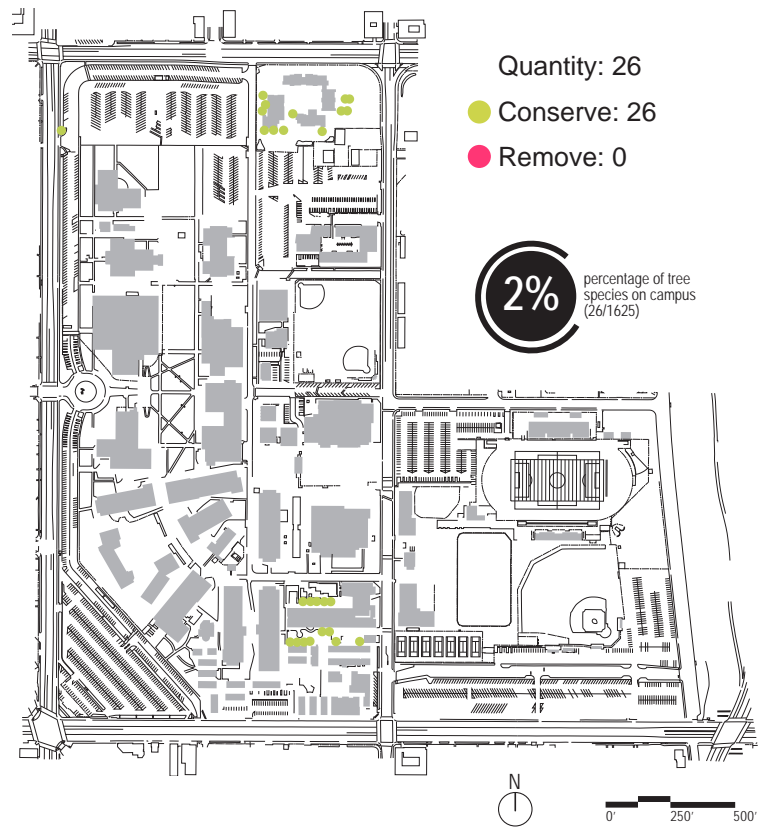 Quantity: 26
Conserve: 26
Remove: 0
2%
percentage of tree
species on campus
(26/1625)
N
0' 250' 500'